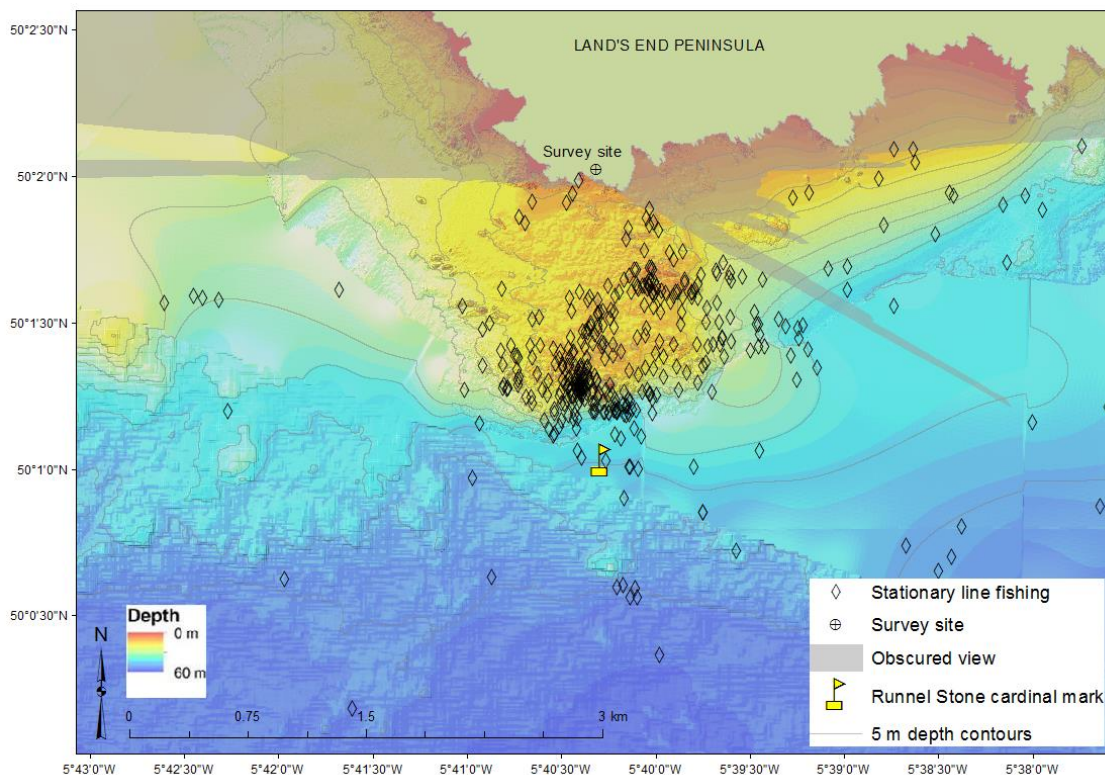 50°2'30"N
LAND'S END PENINSULA
Survey site
50°2'0"N
50°1'30"N
50°1'0"N
50°0'30"N
Depth
0 m
60 m
N
0 0.75 1.5 3 km
Stationary line fishing
Survey site
Obscured view
Runnel Stone cardinal mark
5 m depth contours
5°43'0"W 5°42'30"W 5°42'0"W 5°41'30"W 5°41'0"W 5°40'30"W 5°40'0"W 5°39'30"W 5°39'0"W 5°38'30"W 5°38'0"W